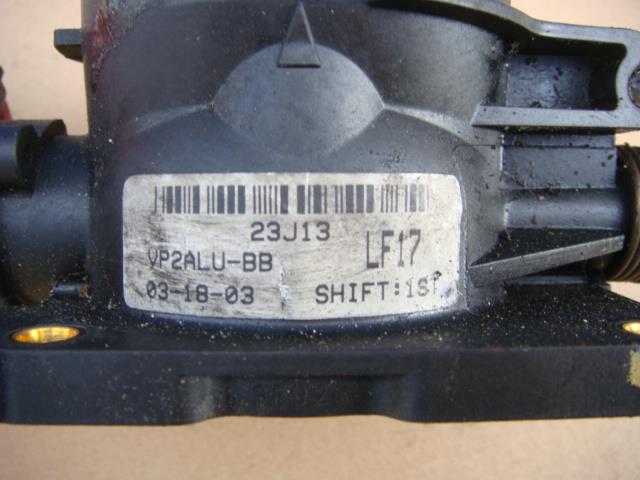 23J13
VP2ALU-BB
LF17
03-18-03
SHIFT:1ST